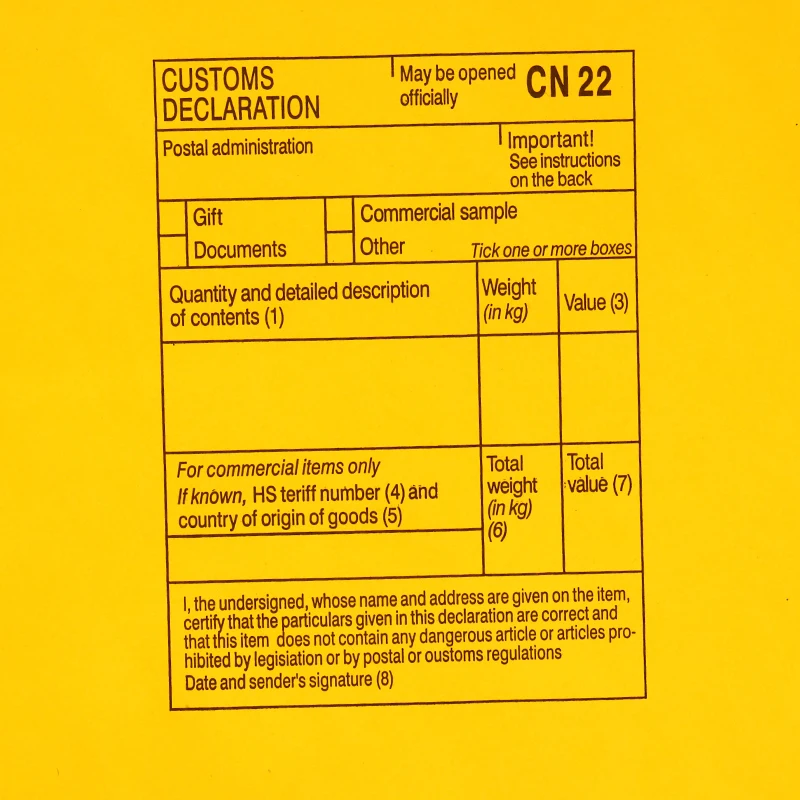 CUSTOMS
DECLARATION
May be opened
officially
CN 22
Postal administration
Important!
See instructions
on the back
Gift
Commercial sample
Documents
Other
Tick one or more boxes
Quantity and detailed description
of contents (1)
Weight
(in kg)
Value (3)
For commercial items only
If known, HS teriff number (4) and
country of origin of goods (5)
Total
weight
(in kg)
(6)
Total
value (7)
I, the undersigned, whose name and address are given on the item,
certify that the particulars given in this declaration are correct and
that this item does not contain any dangerous article or articles pro-
hibited by legisiation or by postal or oustoms regulations
Date and sender's signature (8)